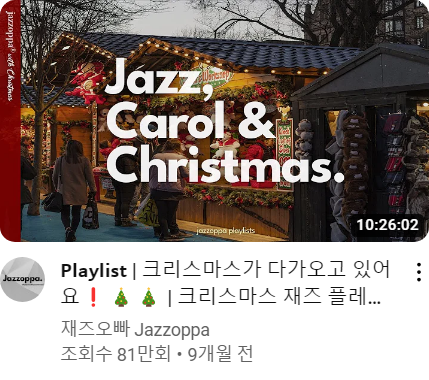 jazzoppa® with Christmas
Jazz,
Carol &
Christmas.
jazzoppa playlists
10:26:02
Jazzoppa.
Playlist | 크리스마스가 다가오고 있어
요❗ 🎄 🎄 | 크리스마스 재즈 플레...
재즈오빠 Jazzoppa
조회수 81만회 • 9개월 전